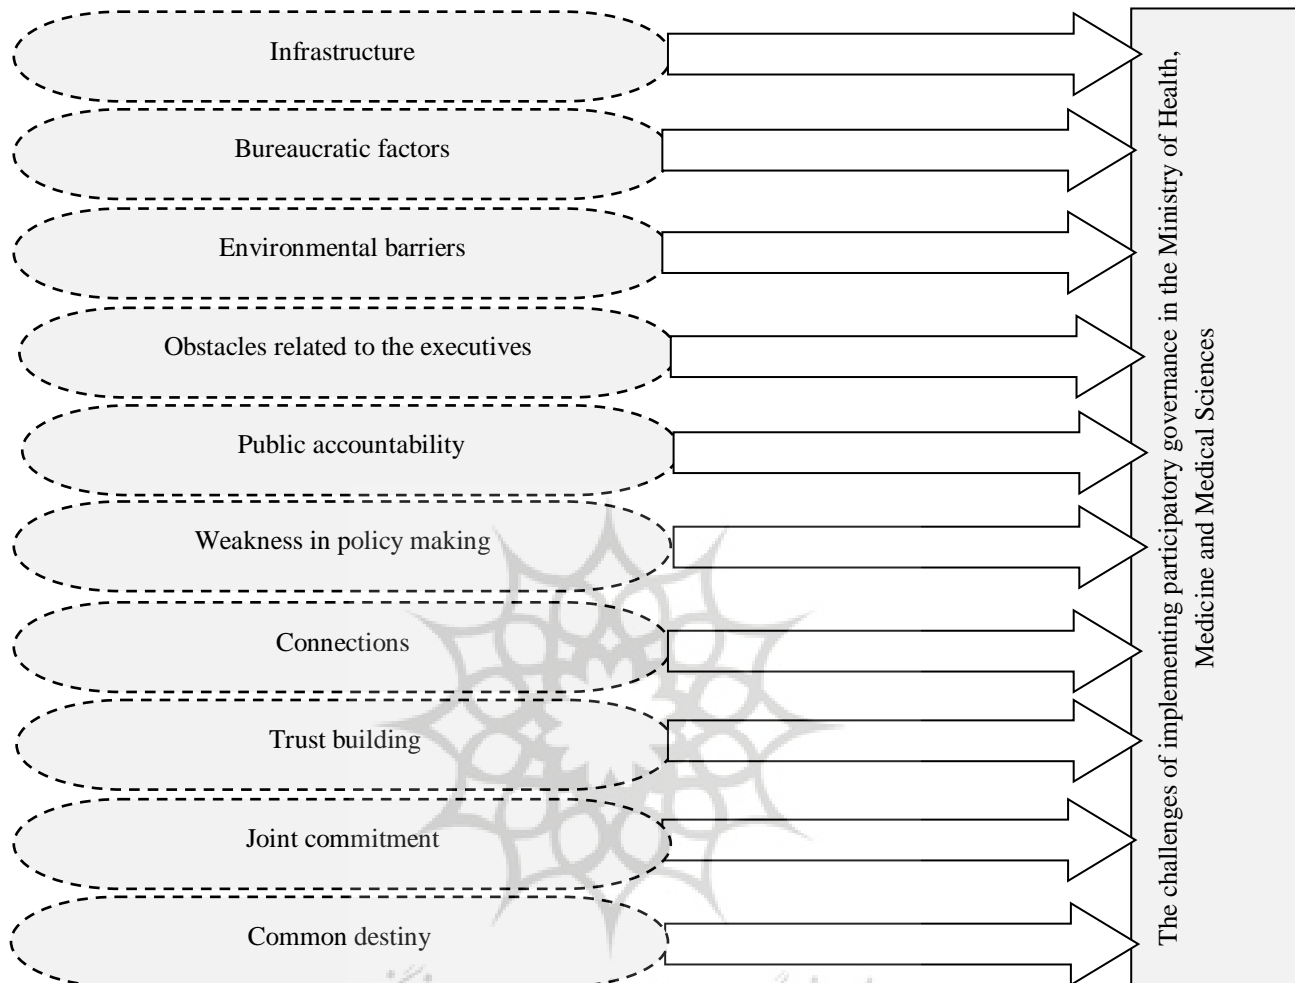 Infrastructure
Bureaucratic factors
Environmental barriers
Obstacles related to the executives
Public accountability
Weakness in policy making
Connections
Trust building
Joint commitment
Common destiny
The challenges of implementing participatory governance in the Ministry of Health,
Medicine and Medical Sciences